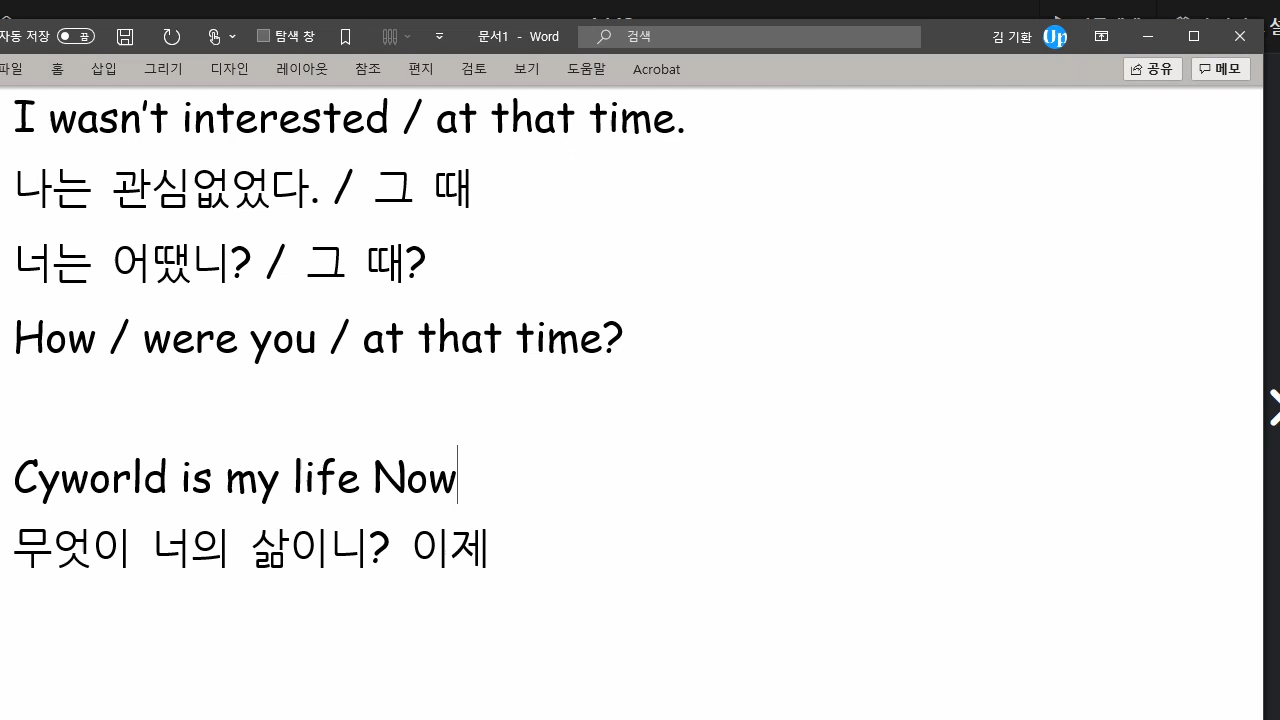 자동 저장 끔 탐색 창 문서1 - Word 검색 김 기환 Up
파일 홈 삽입 그리기 디자인 레이아웃 참조 편지 검토 보기 도움말 Acrobat 공유 메모
I wasn’t interested / at that time.
나는 관심없었다. / 그 때
너는 어땠니? / 그 때?
How / were you / at that time?
Cyworld is my life Now
무엇이 너의 삶이니? 이제